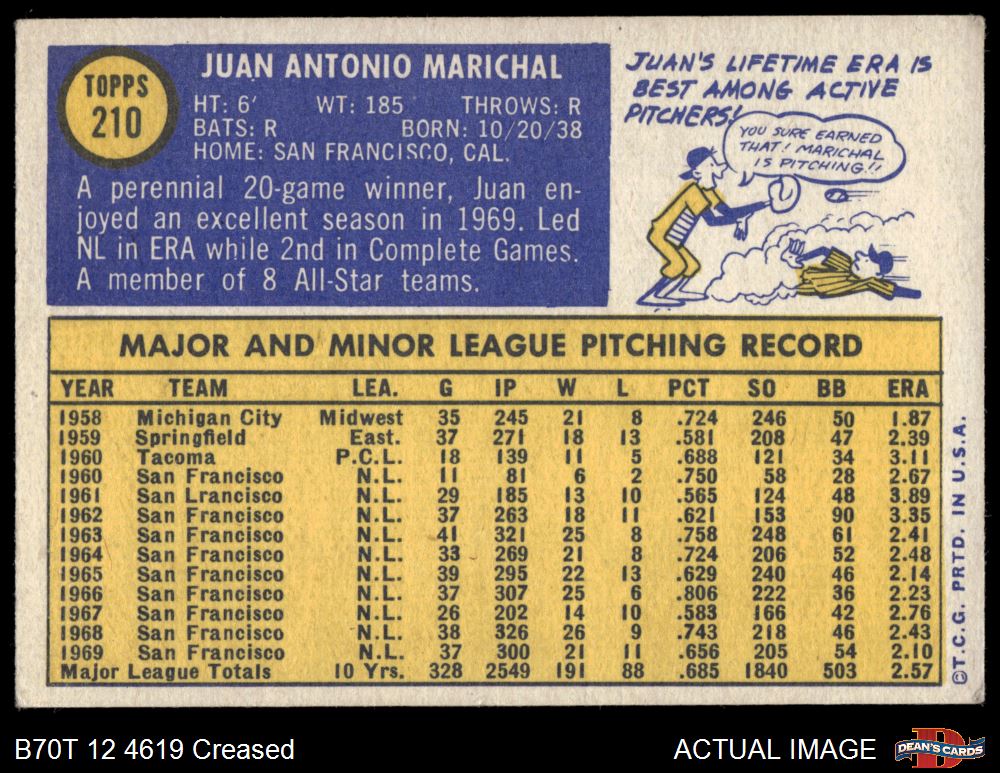 TOPPS
210
JUAN ANTONIO MARICHAL
HT: 6' WT: 185 THROWS: R
BATS: R BORN: 10/20/38
HOME: SAN FRANCISCO, CAL.
A perennial 20-game winner, Juan en-
joyed an excellent season in 1969. Led
NL in ERA while 2nd in Complete Games.
A member of 8 All-Star teams.
JUAN'S LIFETIME ERA IS
BEST AMONG ACTIVE
PITCHERS!
YOU SURE EARNED
THAT! MARICHAL
IS PITCHING!!
MAJOR AND MINOR LEAGUE PITCHING RECORD
YEAR TEAM LEA. G IP W L PCT SO BB ERA
1958 Michigan City Midwest 35 245 21 8 .724 246 50 1.87
1959 Springfield East. 37 271 18 13 .581 208 47 2.39
1960 Tacoma P.C.L. 18 139 11 5 .688 121 34 3.11
1960 San Francisco N.L. 11 81 6 2 .750 58 28 2.67
1961 San Lrancisco N.L. 29 185 13 10 .565 124 48 3.89
1962 San Francisco N.L. 37 263 18 11 .621 153 90 3.35
1963 San Francisco N.L. 41 321 25 8 .758 248 61 2.41
1964 San Francisco N.L. 33 269 21 8 .724 206 52 2.48
1965 San Francisco N.L. 39 295 22 13 .629 240 46 2.14
1966 San Francisco N.L. 37 307 25 6 .806 222 36 2.23
1967 San Francisco N.L. 26 202 14 10 .583 166 42 2.76
1968 San Francisco N.L. 38 326 26 9 .743 218 46 2.43
1969 San Francisco N.L. 37 300 21 11 .656 205 54 2.10
Major League Totals 10 Yrs. 328 2549 191 88 .685 1840 503 2.57
©T.C.G. PRTD. IN U.S.A.
B70T 12 4619 Creased
ACTUAL IMAGE
DEAN'S CARDS